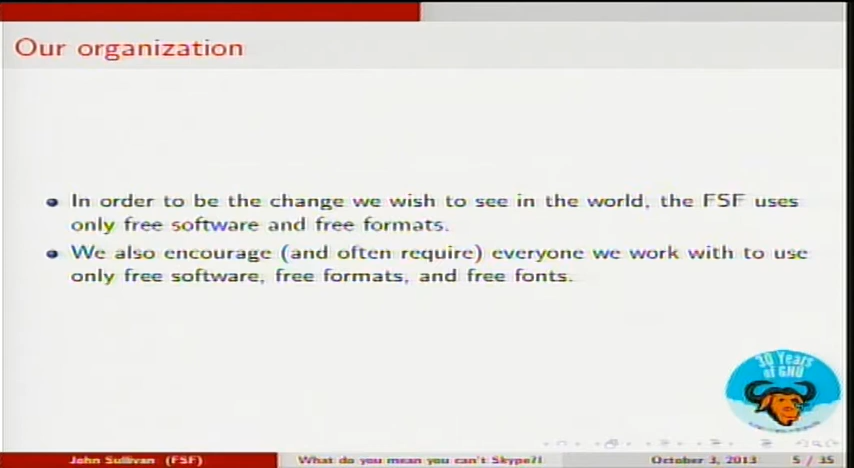 Our organization
In order to be the change we wish to see in the world, the FSF uses
only free software and free formats.
We also encourage (and often require) everyone we work with to use
only free software, free formats, and free fonts.
30 Years
of GNU
John Sullivan (FSF)
What do you mean you can't Skype?!
October 3, 2013
5 / 35